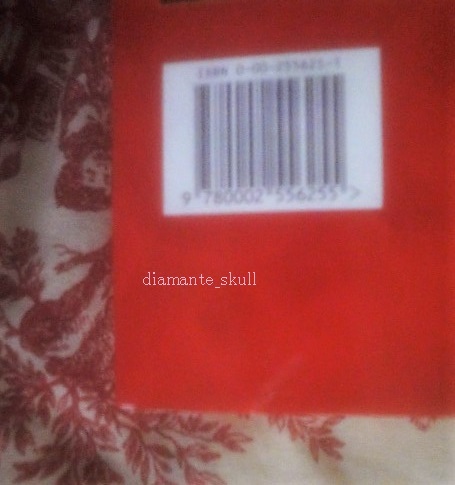 ISBN 0-00-255625-1
9 780002 556255 >
diamante_skull